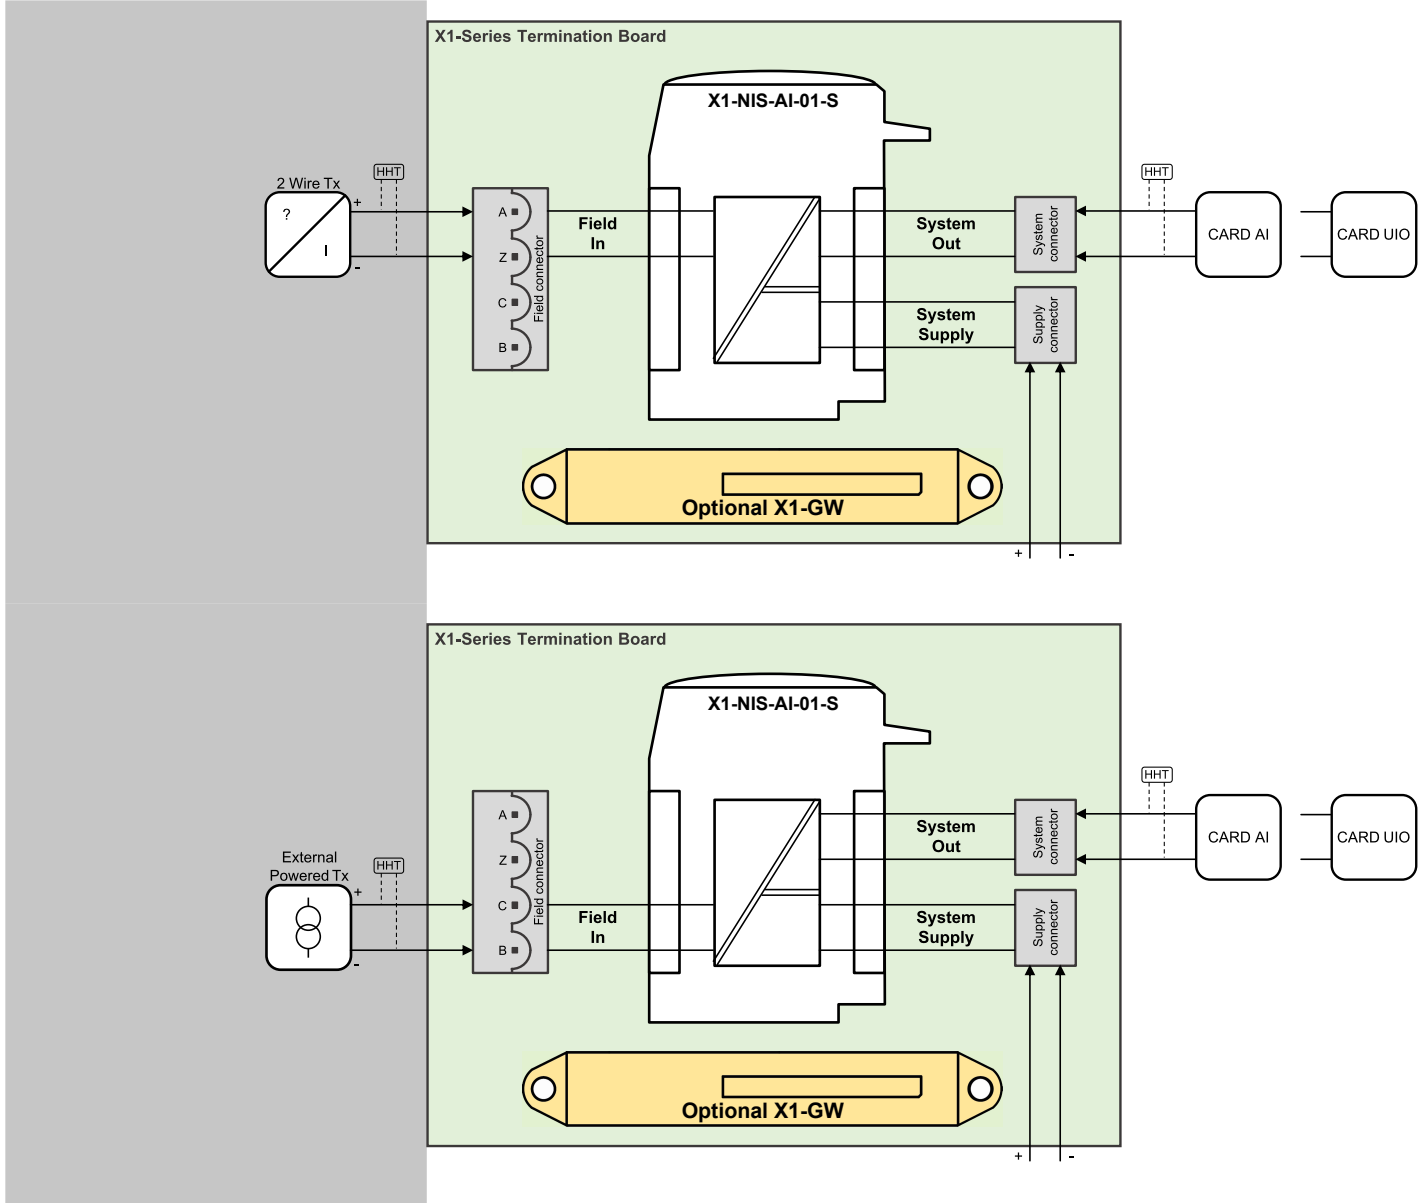 X1-Series Termination Board
X1-NIS-AI-01-S
HHT
2 Wire Tx
+
-
?
I
A
Z
C
B
Field connector
Field
In
System
Out
System
Supply
System
connector
Supply
connector
HHT
CARD AI
CARD UIO
Optional X1-GW
+
-
X1-Series Termination Board
X1-NIS-AI-01-S
External
Powered Tx
HHT
+
-
A
Z
C
B
Field connector
Field
In
System
Out
System
Supply
System
connector
Supply
connector
HHT
CARD AI
CARD UIO
Optional X1-GW
+
-